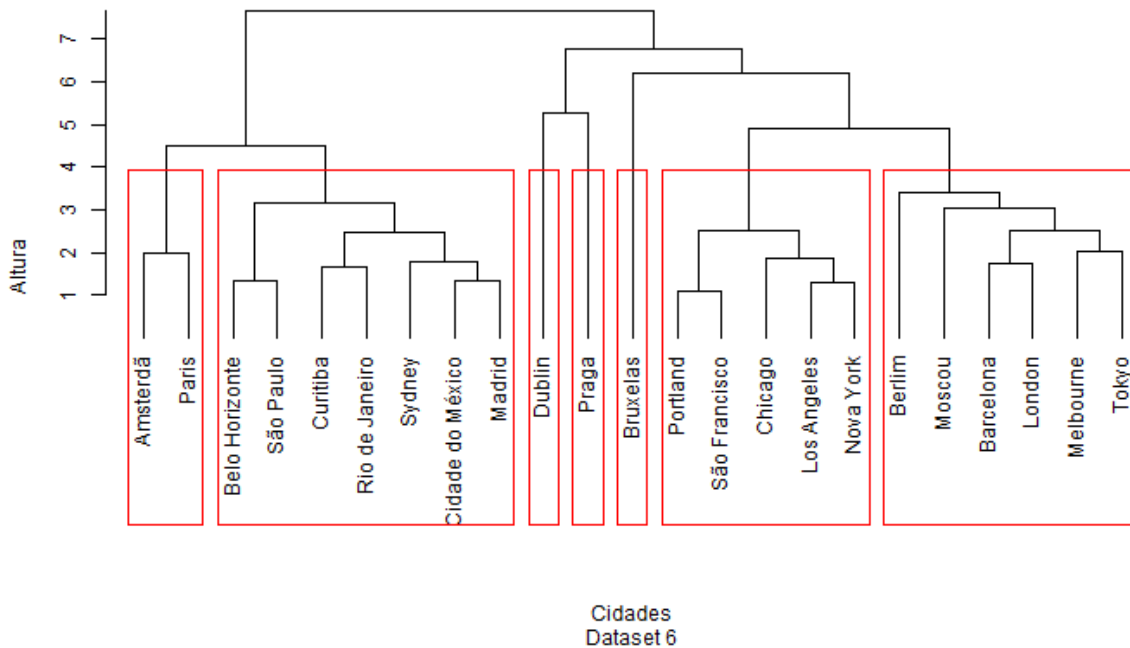 7
6
5
4
3
2
1
Altura
Amsterdã
Paris
Belo Horizonte
São Paulo
Curitiba
Rio de Janeiro
Sydney
Cidade do México
Madrid
Dublin
Praga
Bruxelas
Portland
São Francisco
Chicago
Los Angeles
Nova York
Berlim
Moscou
Barcelona
London
Melbourne
Tokyo
Cidades
Dataset 6